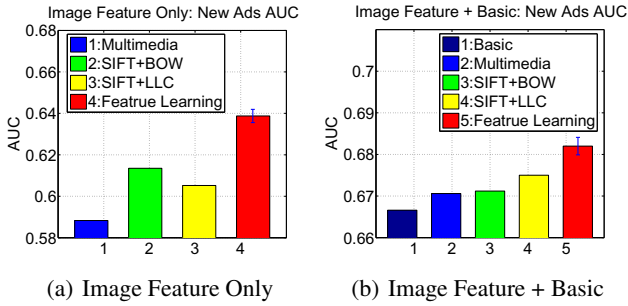 Image Feature Only: New Ads AUC
0.68
0.66
0.64
0.62
0.6
0.58
AUC
1:Multimedia
2:SIFT+BOW
3:SIFT+LLC
4:Featrue Learning
1 2 3 4
(a) Image Feature Only
Image Feature + Basic: New Ads AUC
0.7
0.69
0.68
0.67
0.66
AUC
1:Basic
2:Multimedia
3:SIFT+BOW
4:SIFT+LLC
5:Featrue Learning
1 2 3 4 5
(b) Image Feature + Basic